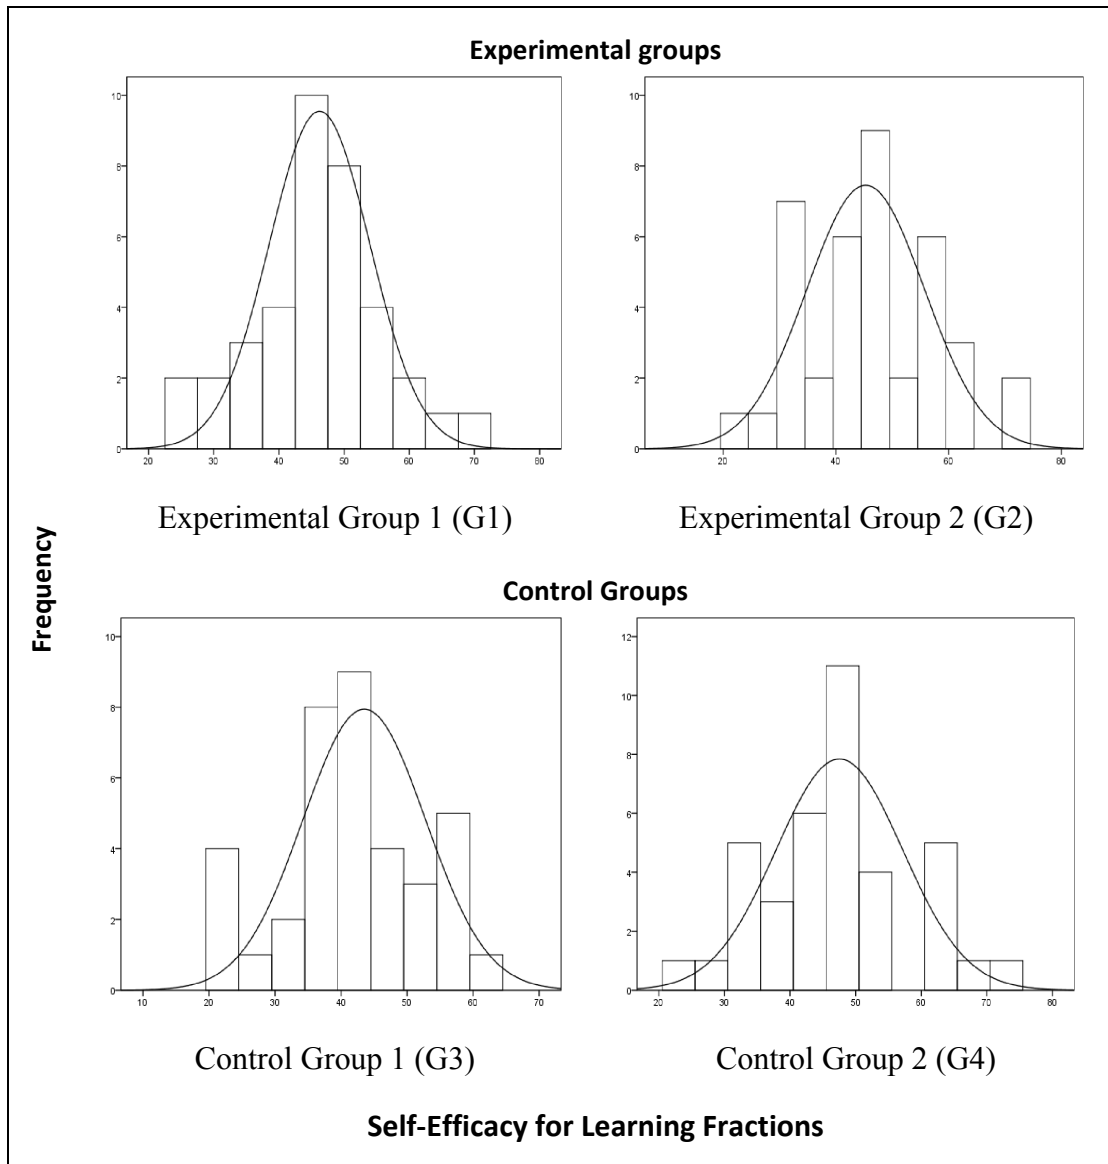 Experimental groups
10
8
6
4
2
0
20 30 40 50 60 70 80
10
8
6
4
2
0
20 40 60 80
Experimental Group 1 (G1)
Experimental Group 2 (G2)
Frequency
Control Groups
10
8
6
4
2
0
10 20 30 40 50 60 70
12
10
8
6
4
2
0
20 30 40 50 60 70 80
Control Group 1 (G3)
Control Group 2 (G4)
Self-Efficacy for Learning Fractions